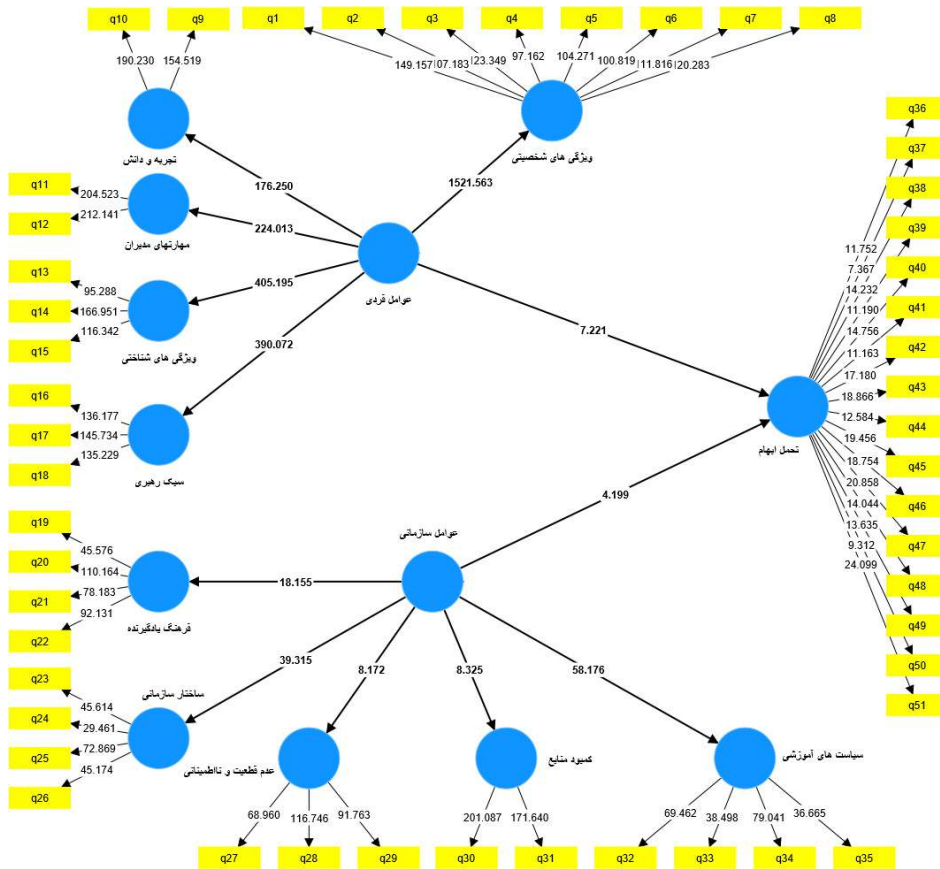 q10 q9 q1 q2 q3 q4 q5 q6 q7 q8
190.230 154.519 149.157 107.183 123.349 97.162 104.271 100.819 111.816 120.283
تجربه و دانش
ویژگی های شخصیتی
176.250
1521.563
q11
204.523
q12
212.141
مهارتهای مدیران
224.013
عوامل فردی
q13
95.288
q14
166.951
q15
116.342
ویژگی های شناختی
405.195
390.072
7.221
q16
136.177
q17
145.734
q18
135.229
سبک رهبری
q36
q37
q38
q39
q40
q41
q42
q43
q44
q45
q46
q47
q48
q49
q50
q51
11.752
7.367
14.232
11.190
14.756
11.163
17.180
18.866
12.584
19.456
18.754
20.858
14.044
13.635
9.312
24.099
تحمل ابهام
4.199
عوامل سازمانی
q19
45.576
q20
110.164
q21
78.183
q22
92.131
فرهنگ یادگیرنده
18.155
39.315
8.172
8.325
58.176
q23
45.614
q24
29.461
q25
72.869
q26
45.174
ساختار سازمانی
عدم قطعیت و نااطمینانی
کمبود منابع
سیاست های آموزشی
68.960 116.746 91.763 201.087 171.640 69.462 38.498 79.041 36.665
q27 q28 q29 q30 q31 q32 q33 q34 q35